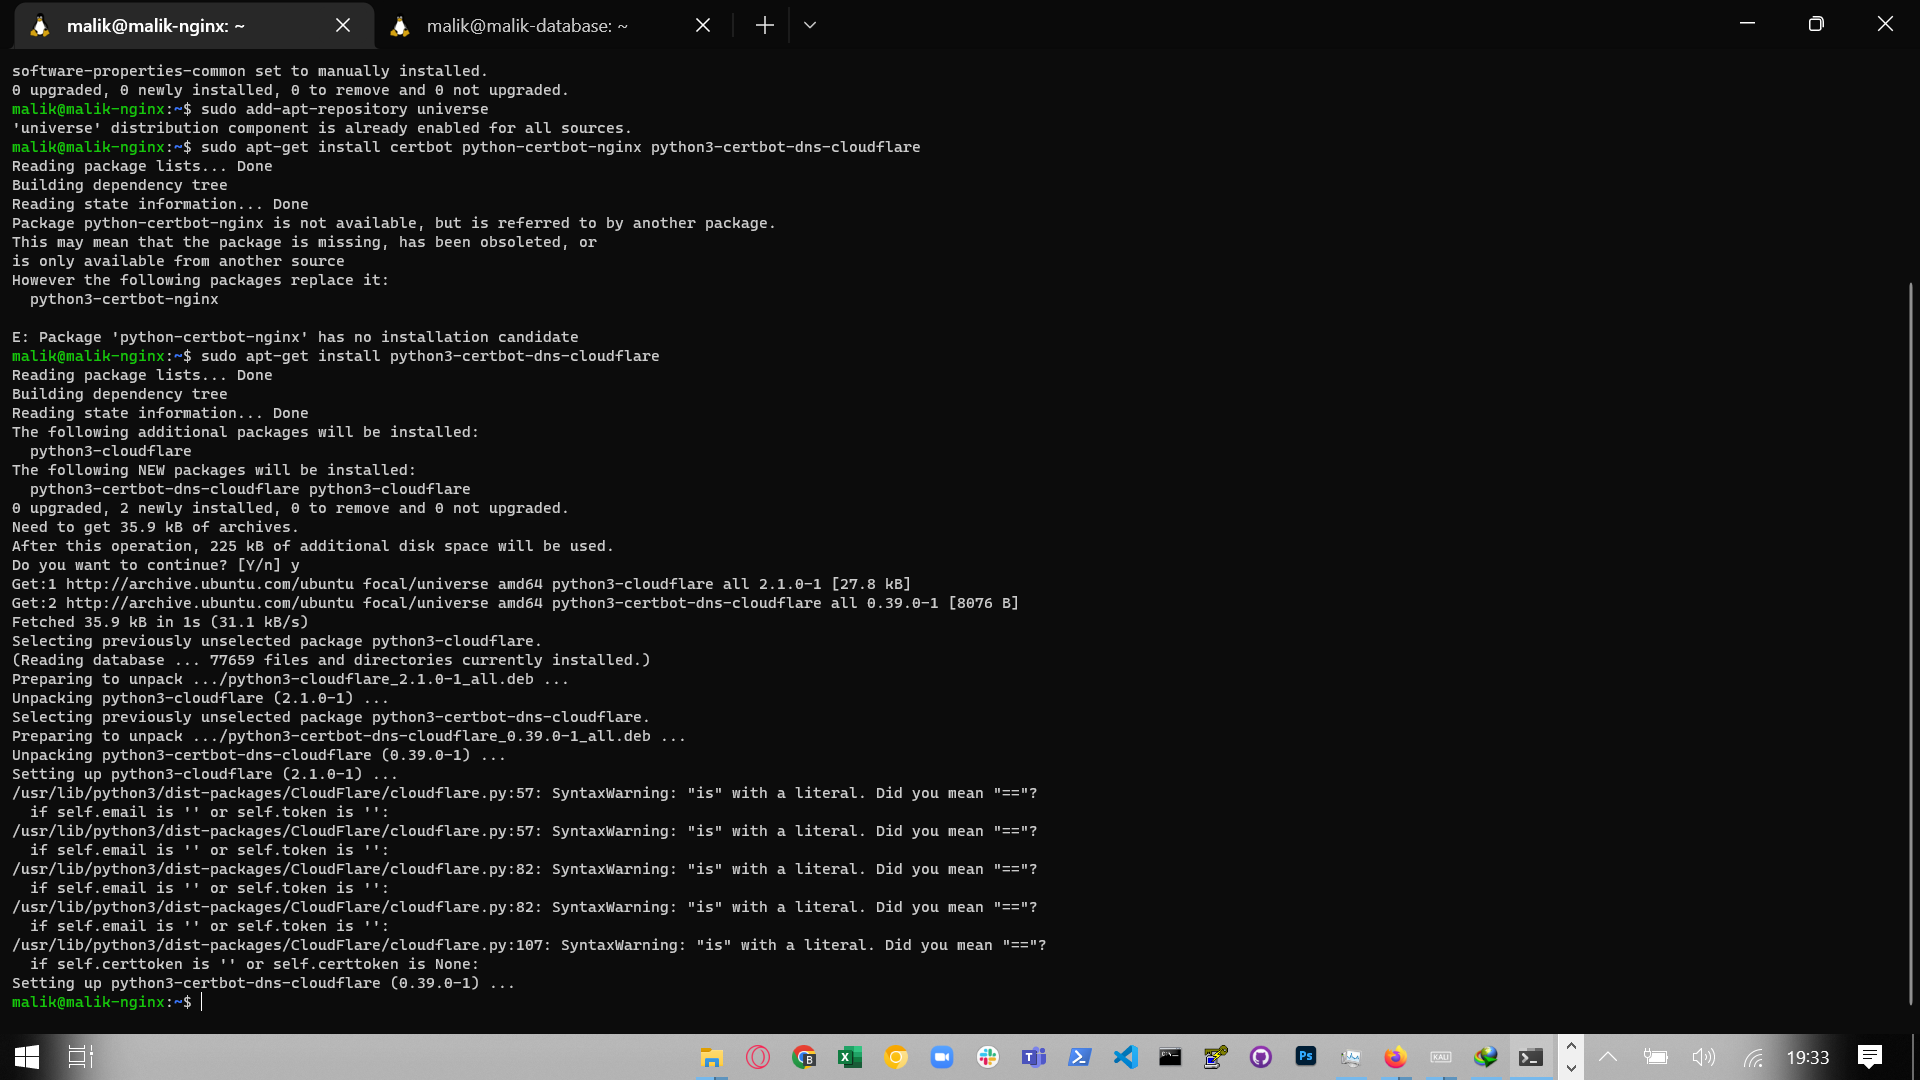 malik@malik-nginx: ~
malik@malik-database: ~
software-properties-common set to manually installed.
0 upgraded, 0 newly installed, 0 to remove and 0 not upgraded.
malik@malik-nginx:~$ sudo add-apt-repository universe
'universe' distribution component is already enabled for all sources.
malik@malik-nginx:~$ sudo apt-get install certbot python-certbot-nginx python3-certbot-dns-cloudflare
Reading package lists... Done
Building dependency tree
Reading state information... Done
Package python-certbot-nginx is not available, but is referred to by another package.
This may mean that the package is missing, has been obsoleted, or
is only available from another source
However the following packages replace it:
  python3-certbot-nginx

E: Package 'python-certbot-nginx' has no installation candidate
malik@malik-nginx:~$ sudo apt-get install python3-certbot-dns-cloudflare
Reading package lists... Done
Building dependency tree
Reading state information... Done
The following additional packages will be installed:
  python3-cloudflare
The following NEW packages will be installed:
  python3-certbot-dns-cloudflare python3-cloudflare
0 upgraded, 2 newly installed, 0 to remove and 0 not upgraded.
Need to get 35.9 kB of archives.
After this operation, 225 kB of additional disk space will be used.
Do you want to continue? [Y/n] y
Get:1 http://archive.ubuntu.com/ubuntu focal/universe amd64 python3-cloudflare all 2.1.0-1 [27.8 kB]
Get:2 http://archive.ubuntu.com/ubuntu focal/universe amd64 python3-certbot-dns-cloudflare all 0.39.0-1 [8076 B]
Fetched 35.9 kB in 1s (31.1 kB/s)
Selecting previously unselected package python3-cloudflare.
(Reading database ... 77659 files and directories currently installed.)
Preparing to unpack .../python3-cloudflare_2.1.0-1_all.deb ...
Unpacking python3-cloudflare (2.1.0-1) ...
Selecting previously unselected package python3-certbot-dns-cloudflare.
Preparing to unpack .../python3-certbot-dns-cloudflare_0.39.0-1_all.deb ...
Unpacking python3-certbot-dns-cloudflare (0.39.0-1) ...
Setting up python3-cloudflare (2.1.0-1) ...
/usr/lib/python3/dist-packages/CloudFlare/cloudflare.py:57: SyntaxWarning: "is" with a literal. Did you mean "=="?
  if self.email is '' or self.token is '':
/usr/lib/python3/dist-packages/CloudFlare/cloudflare.py:57: SyntaxWarning: "is" with a literal. Did you mean "=="?
  if self.email is '' or self.token is '':
/usr/lib/python3/dist-packages/CloudFlare/cloudflare.py:82: SyntaxWarning: "is" with a literal. Did you mean "=="?
  if self.email is '' or self.token is '':
/usr/lib/python3/dist-packages/CloudFlare/cloudflare.py:82: SyntaxWarning: "is" with a literal. Did you mean "=="?
  if self.email is '' or self.token is '':
/usr/lib/python3/dist-packages/CloudFlare/cloudflare.py:107: SyntaxWarning: "is" with a literal. Did you mean "=="?
  if self.certtoken is '' or self.certtoken is None:
Setting up python3-certbot-dns-cloudflare (0.39.0-1) ...
malik@malik-nginx:~$
Ps
KALI
19:33